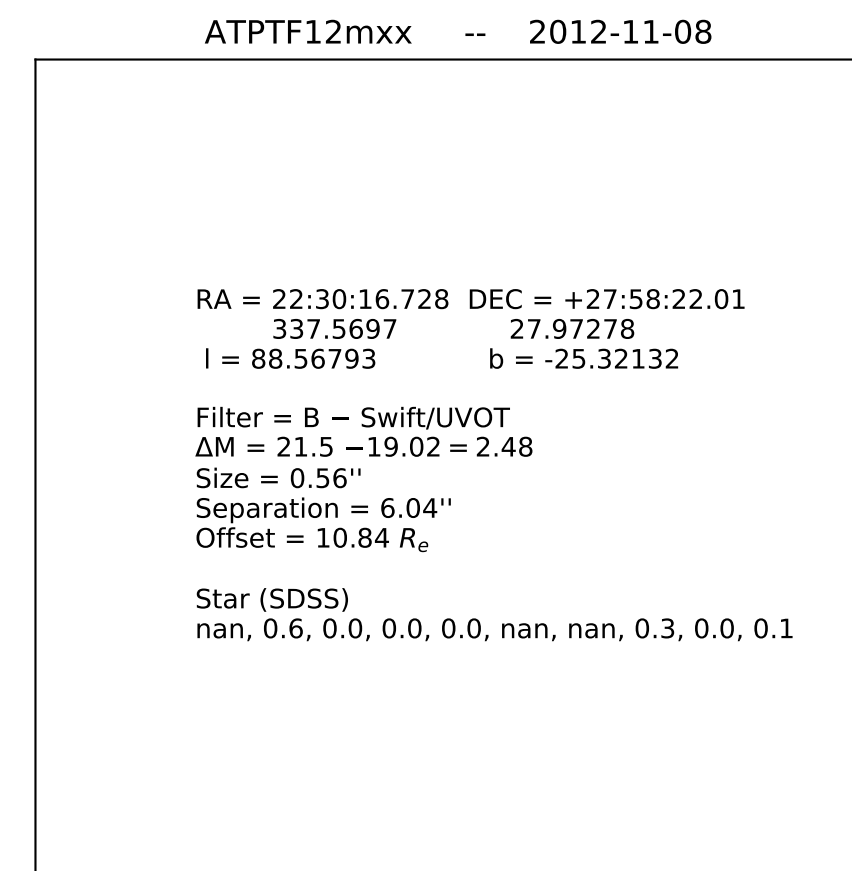 ATPTF12mxx -- 2012-11-08
RA = 22:30:16.728 DEC = +27:58:22.01
337.5697 27.97278
l = 88.56793 b = -25.32132
Filter = B − Swift/UVOT
ΔM = 21.5 −19.02 = 2.48
Size = 0.56''
Separation = 6.04''
Offset = 10.84 Re
Star (SDSS)
nan, 0.6, 0.0, 0.0, 0.0, nan, nan, 0.3, 0.0, 0.1